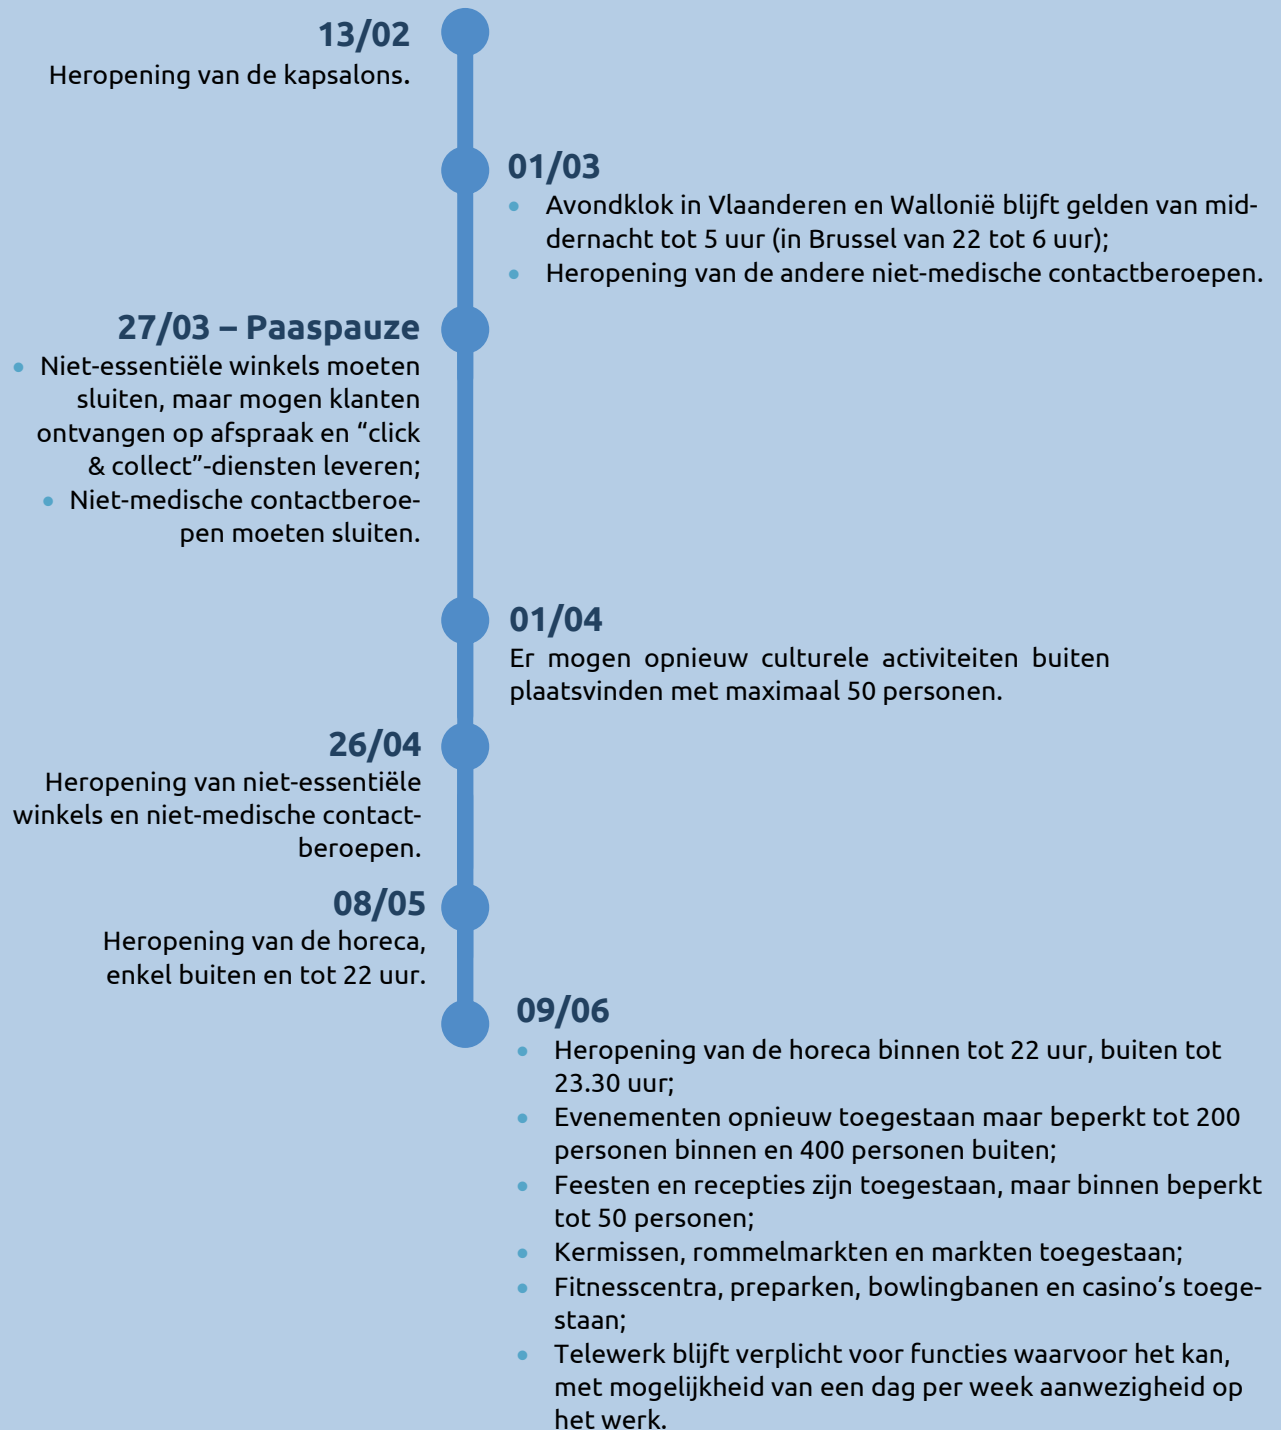 13/02
Heropening van de kapsalons.
01/03
• Avondklok in Vlaanderen en Wallonië blijft gelden van mid-
dernacht tot 5 uur (in Brussel van 22 tot 6 uur);
• Heropening van de andere niet-medische contactberoepen.
27/03 – Paaspauze
• Niet-essentiële winkels moeten
sluiten, maar mogen klanten
ontvangen op afspraak en “click
& collect”-diensten leveren;
• Niet-medische contactberoe-
pen moeten sluiten.
01/04
Er mogen opnieuw culturele activiteiten buiten
plaatsvinden met maximaal 50 personen.
26/04
Heropening van niet-essentiële
winkels en niet-medische contact-
beroepen.
08/05
Heropening van de horeca,
enkel buiten en tot 22 uur.
09/06
• Heropening van de horeca binnen tot 22 uur, buiten tot
23.30 uur;
• Evenementen opnieuw toegestaan maar beperkt tot 200
personen binnen en 400 personen buiten;
• Feesten en recepties zijn toegestaan, maar binnen beperkt
tot 50 personen;
• Kermissen, rommelmarkten en markten toegestaan;
• Fitnesscentra, preparken, bowlingbanen en casino’s toege-
staan;
• Telewerk blijft verplicht voor functies waarvoor het kan,
met mogelijkheid van een dag per week aanwezigheid op
het werk.